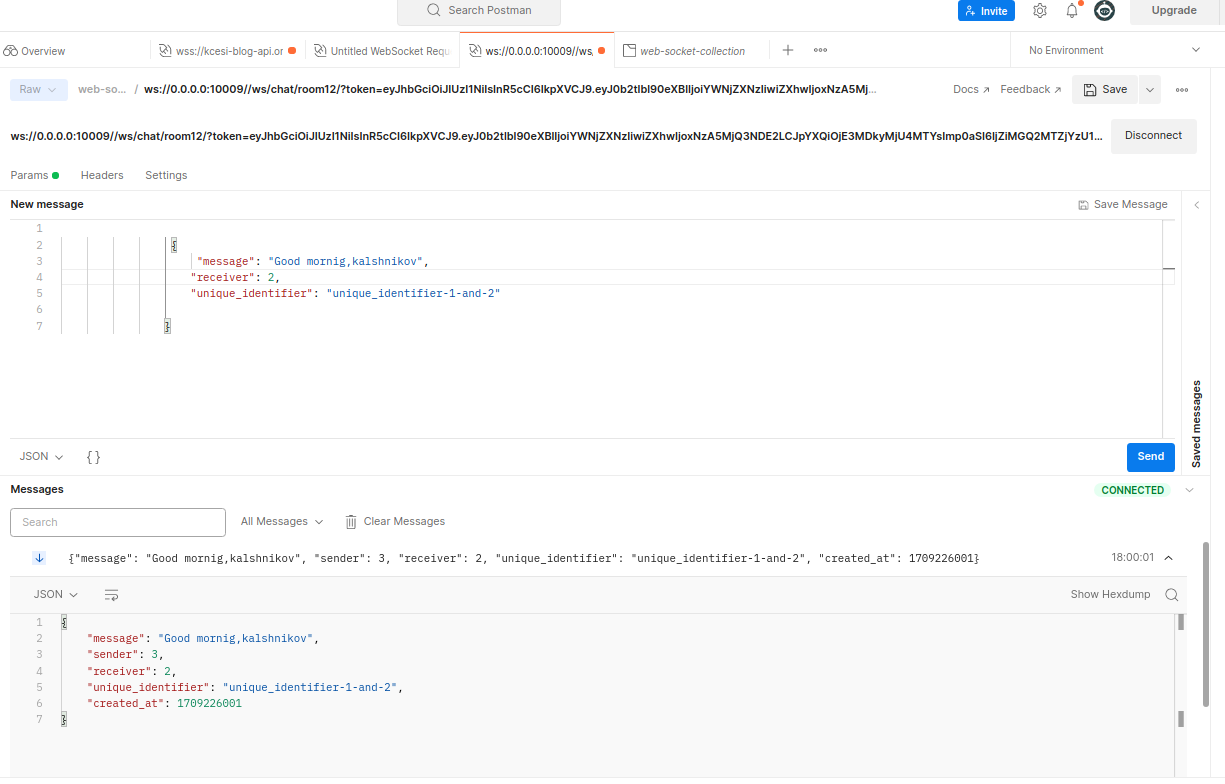 Search Postman Invite Upgrade
Overview wss://kcesi-blog-api.or Untitled WebSocket Requ ws://0.0.0.0:10009//ws, web-socket-collection No Environment
Raw web-so... / ws://0.0.0.0:10009//ws/chat/room12/?token=eyJhbGciOiJIUzI1NiIsInR5cCI6IkpXVCJ9.eyJ0b2tlbl90eXBlIjoiYWNjZXNzIiwiZXhwIjoxNzA5Mj... Docs Feedback Save
ws://0.0.0.0:10009//ws/chat/room12/?token=eyJhbGciOiJIUzI1NiIsInR5cCI6IkpXVCJ9.eyJ0b2tlbl90eXBlIjoiYWNjZXNzIiwiZXhwIjoxNzA5MjQ3NDE2LCJpYXQiOjE3MDkyMjU4MTYsImp0aSI6IjZiMGQ2MTZjYzU1... Disconnect
Params Headers Settings
New message Save Message
1
2 {
3 "message": "Good mornig,kalshnikov",
4 "receiver": 2,
5 "unique_identifier": "unique_identifier-1-and-2"
6
7 }
Saved messages
JSON {} Send
Messages CONNECTED
Search All Messages Clear Messages
{"message": "Good mornig,kalshnikov", "sender": 3, "receiver": 2, "unique_identifier": "unique_identifier-1-and-2", "created_at": 1709226001} 18:00:01
JSON Show Hexdump
1 {
2 "message": "Good mornig,kalshnikov",
3 "sender": 3,
4 "receiver": 2,
5 "unique_identifier": "unique_identifier-1-and-2",
6 "created_at": 1709226001
7 }